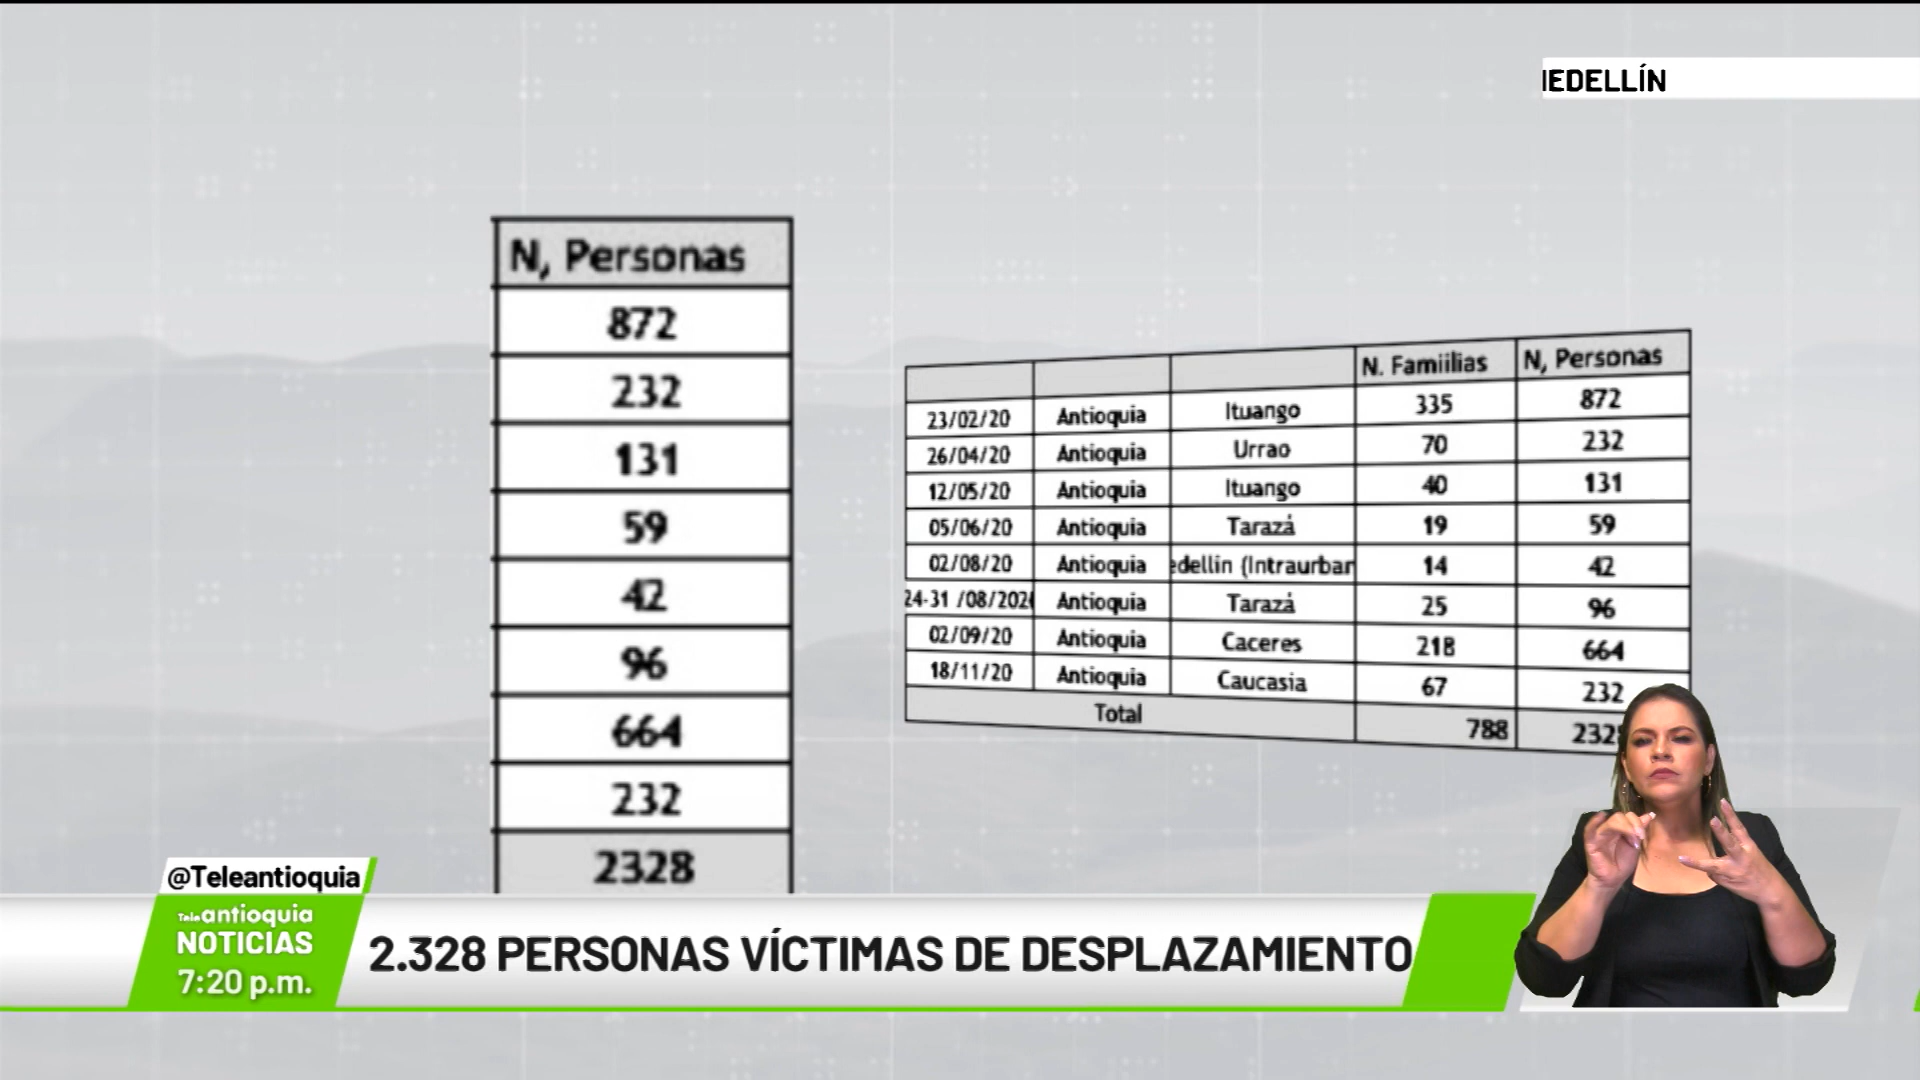 IEDELLÍN
N, Personas
872
232
131
59
42
96
664
232
2328
N. Famiilias N, Personas
23/02/20 Antioquia Ituango 335 872
26/04/20 Antioquia Urrao 70 232
12/05/20 Antioquia Ituango 40 131
05/06/20 Antioquia Tarazá 19 59
02/08/20 Antioquia edellin (Intraurban 14 42
24-31 /08/2020 Antioquia Tarazá 25 96
02/09/20 Antioquia Caceres 218 664
18/11/20 Antioquia Caucasia 67 232
Total 788 2328
@Teleantioquia
Teleantioquia
NOTICIAS
7:20 p.m.
2.328 PERSONAS VÍCTIMAS DE DESPLAZAMIENTO